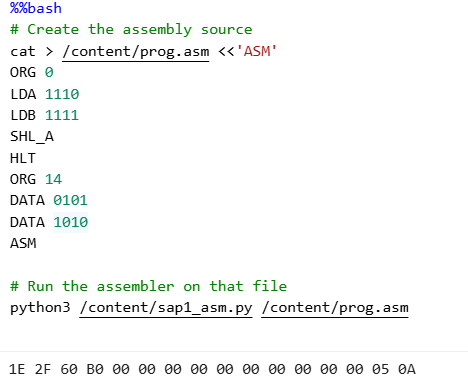 %%bash
# Create the assembly source
cat > /content/prog.asm <<'ASM'
ORG 0
LDA 1110
LDB 1111
SHL_A
HLT
ORG 14
DATA 0101
DATA 1010
ASM
# Run the assembler on that file
python3 /content/sap1_asm.py /content/prog.asm
1E 2F 60 B0 00 00 00 00 00 00 00 00 00 00 05 0A